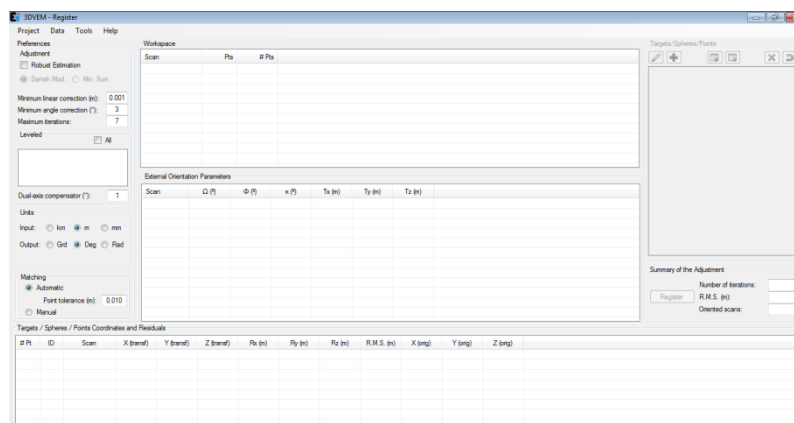 3DVEM - Register
Project Data Tools Help
Preferences
Adjustment
Robust Estimation
Danish Mod. Min. Sum
Minimum linear correction (m): 0.001
Minimum angle correction ("): 3
Maximum iterations: 7
Leveled
All
Dual-axis compensator ("): 1
Units
Input: km m mm
Output: Grd Deg Rad
Matching
Automatic
Point tolerance (m): 0.010
Manual
Workspace
Scan Pts # Pts
External Orientation Parameters
Scan Ω (º) Φ (º) κ (º) Tx (m) Ty (m) Tz (m)
Targets/Spheres/Points
Summary of the Adjustment
Number of iterations:
Register R.M.S. (m):
Oriented scans:
Targets / Spheres / Points Coordinates and Residuals
# Pt ID Scan X (transf) Y (transf) Z (transf) Rx (m) Ry (m) Rz (m) R.M.S. (m) X (orig) Y (orig) Z (orig)